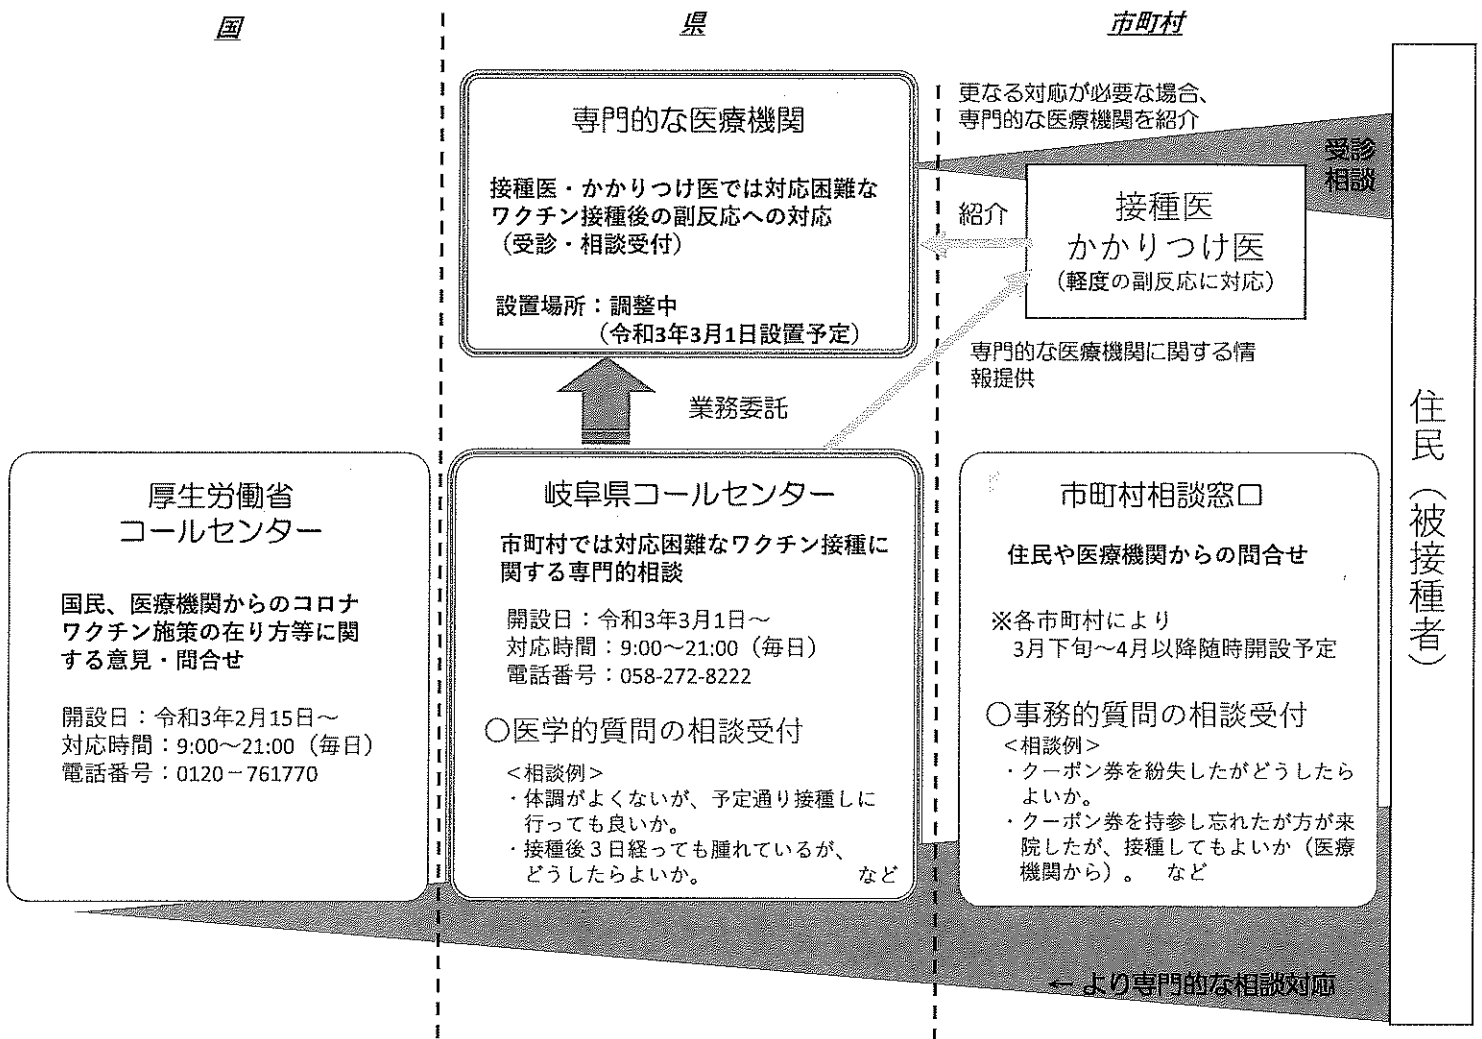 国
県
市町村
専門的な医療機関
接種医・かかりつけ医では対応困難な
ワクチン接種後の副反応への対応
（受診・相談受付）
設置場所：調整中
（令和3年3月1日設置予定）
更なる対応が必要な場合、
専門的な医療機関を紹介
受診
相談
紹介
接種医
かかりつけ医
（軽度の副反応に対応）
専門的な医療機関に関する情
報提供
業務委託
住民（被接種者）
厚生労働省
コールセンター
国民、医療機関からのコロナ
ワクチン施策の在り方等に関
する意見・問合せ
開設日：令和3年2月15日～
対応時間：9:00～21:00（毎日）
電話番号：0120－761770
岐阜県コールセンター
市町村では対応困難なワクチン接種に
関する専門的相談
開設日：令和3年3月1日～
対応時間：9:00～21:00（毎日）
電話番号：058-272-8222
○医学的質問の相談受付
＜相談例＞
・体調がよくないが、予定通り接種しに
行っても良いか。
・接種後３日経っても腫れているが、
どうしたらよいか。 など
市町村相談窓口
住民や医療機関からの問合せ
※各市町村により
3月下旬～4月以降随時開設予定
○事務的質問の相談受付
＜相談例＞
・クーポン券を紛失したがどうしたら
よいか。
・クーポン券を持参し忘れたが方が来
院したが、接種してもよいか（医療
機関から）。 など
← より専門的な相談対応